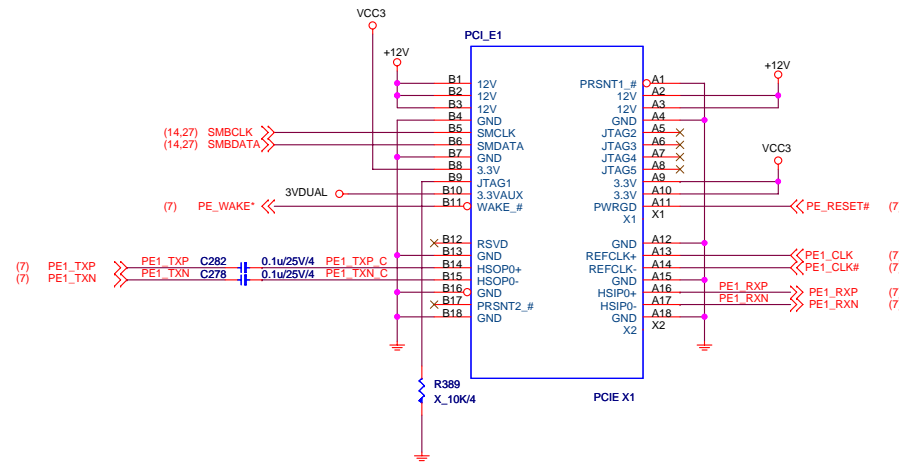 VCC3
PCI_E1
+12V
+12V
B1 12V PRSNT1_# A1
B2 12V 12V A2
B3 12V 12V A3
B4 GND GND A4
(14,27) SMBCLK B5 SMCLK JTAG2 A5
(14,27) SMBDATA B6 SMDATA JTAG3 A6
B7 GND JTAG4 A7
VCC3
B8 3.3V JTAG5 A8
B9 JTAG1 3.3V A9
3VDUAL B10 3.3VAUX 3.3V A10
(7) PE_WAKE* B11 WAKE_# PWRGD A11 PE_RESET# (7
X1 X1
B12 RSVD GND A12
B13 GND REFCLK+ A13 PE1_CLK (7
(7) PE1_TXP PE1_TXP C282 0.1u/25V/4 PE1_TXP_C B14 HSOP0+ REFCLK- A14 PE1_CLK# (7
(7) PE1_TXN PE1_TXN C278 0.1u/25V/4 PE1_TXN_C B15 HSOP0- GND A15
B16 GND HSIP0+ A16 PE1_RXP PE1_RXP (7
B17 PRSNT2_# HSIP0- A17 PE1_RXN PE1_RXN (7
B18 GND GND A18
X2 X2
R389
X_10K/4
PCIE X1